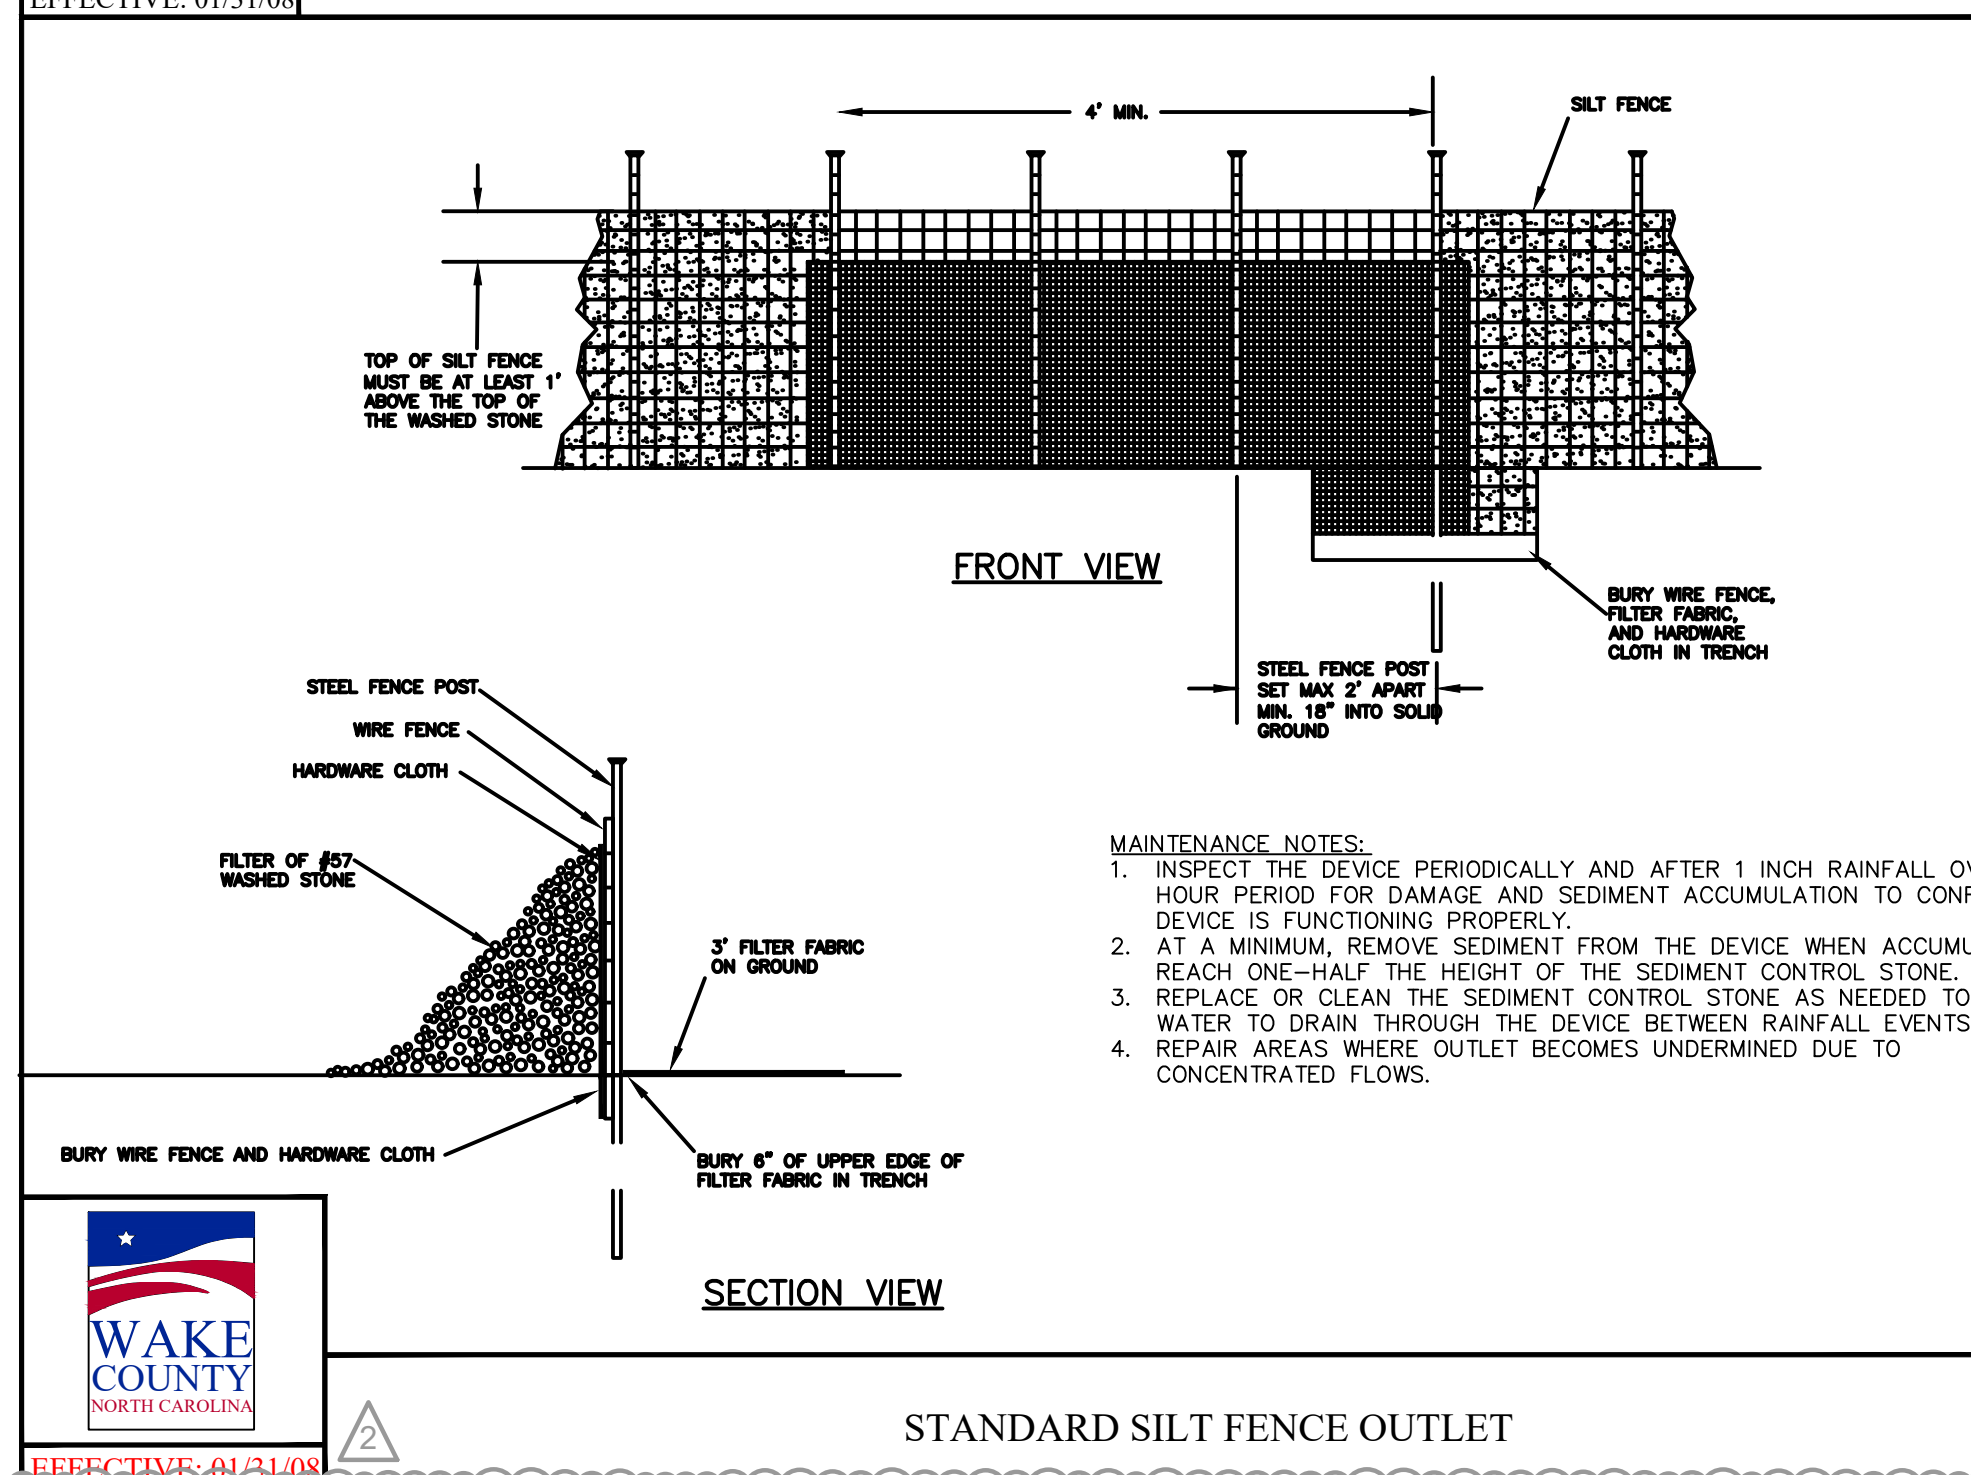 EFFECTIVE: 01/31/08
4' MIN.
SILT FENCE
TOP OF SILT FENCE
MUST BE AT LEAST 1'
ABOVE THE TOP OF
THE WASHED STONE
FRONT VIEW
BURY WIRE FENCE,
FILTER FABRIC,
AND HARDWARE
CLOTH IN TRENCH
STEEL FENCE POST
SET MAX 2' APART
MIN. 18" INTO SOLID
GROUND
STEEL FENCE POST
WIRE FENCE
HARDWARE CLOTH
FILTER OF #57
WASHED STONE
3' FILTER FABRIC
ON GROUND
BURY WIRE FENCE AND HARDWARE CLOTH
BURY 6" OF UPPER EDGE OF
FILTER FABRIC IN TRENCH
SECTION VIEW
MAINTENANCE NOTES:
1. INSPECT THE DEVICE PERIODICALLY AND AFTER 1 INCH RAINFALL
HOUR PERIOD FOR DAMAGE AND SEDIMENT ACCUMULATION TO
DEVICE IS FUNCTIONING PROPERLY.
2. AT A MINIMUM, REMOVE SEDIMENT FROM THE DEVICE WHEN
REACH ONE-HALF THE HEIGHT OF THE SEDIMENT CONTROL STONE.
3. REPLACE OR CLEAN THE SEDIMENT CONTROL STONE AS NEEDED TO
WATER TO DRAIN THROUGH THE DEVICE BETWEEN RAINFALL EVENTS
4. REPAIR AREAS WHERE OUTLET BECOMES UNDERMINED DUE TO
CONCENTRATED FLOWS.
WAKE
COUNTY
NORTH CAROLINA
2
STANDARD SILT FENCE OUTLET
EFFECTIVE: 01/31/08